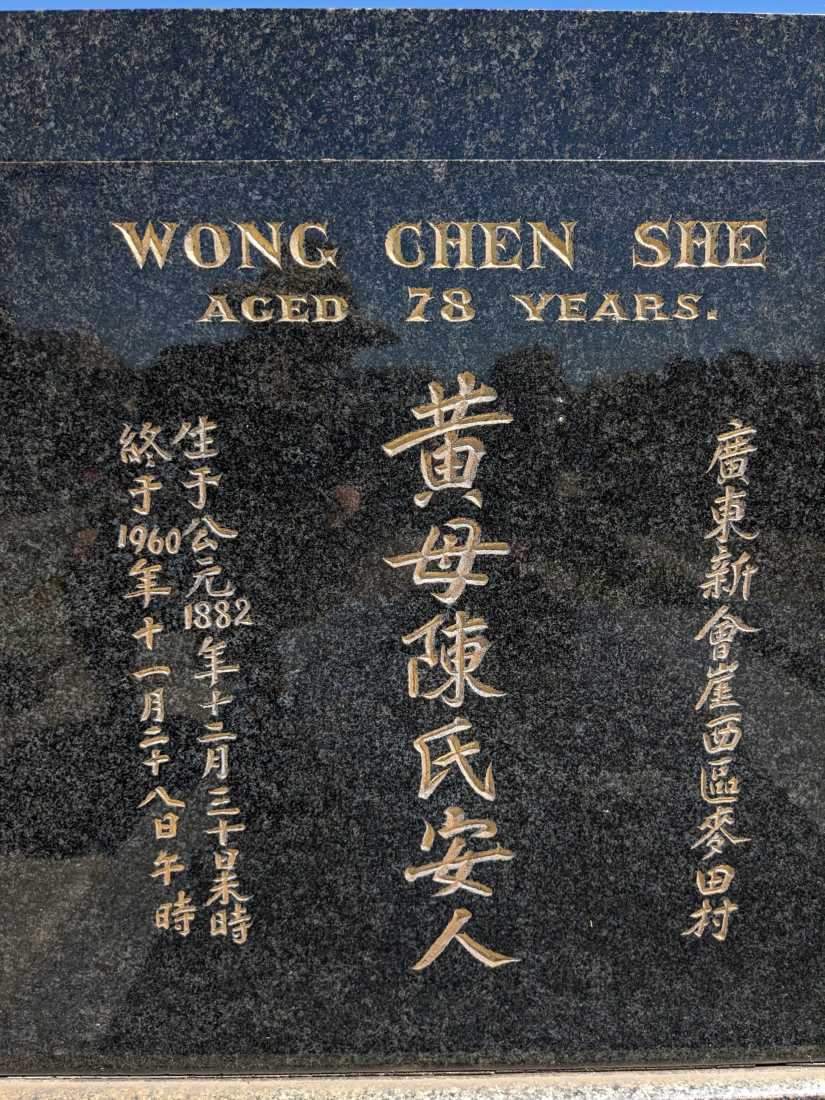 WONG CHEN SHE
AGED 78 YEARS.
廣東新會崖西區麥田村
黃母陳氏安人
生于公元1882年十二月三十日未時
終于1960年十一月二十八日午時